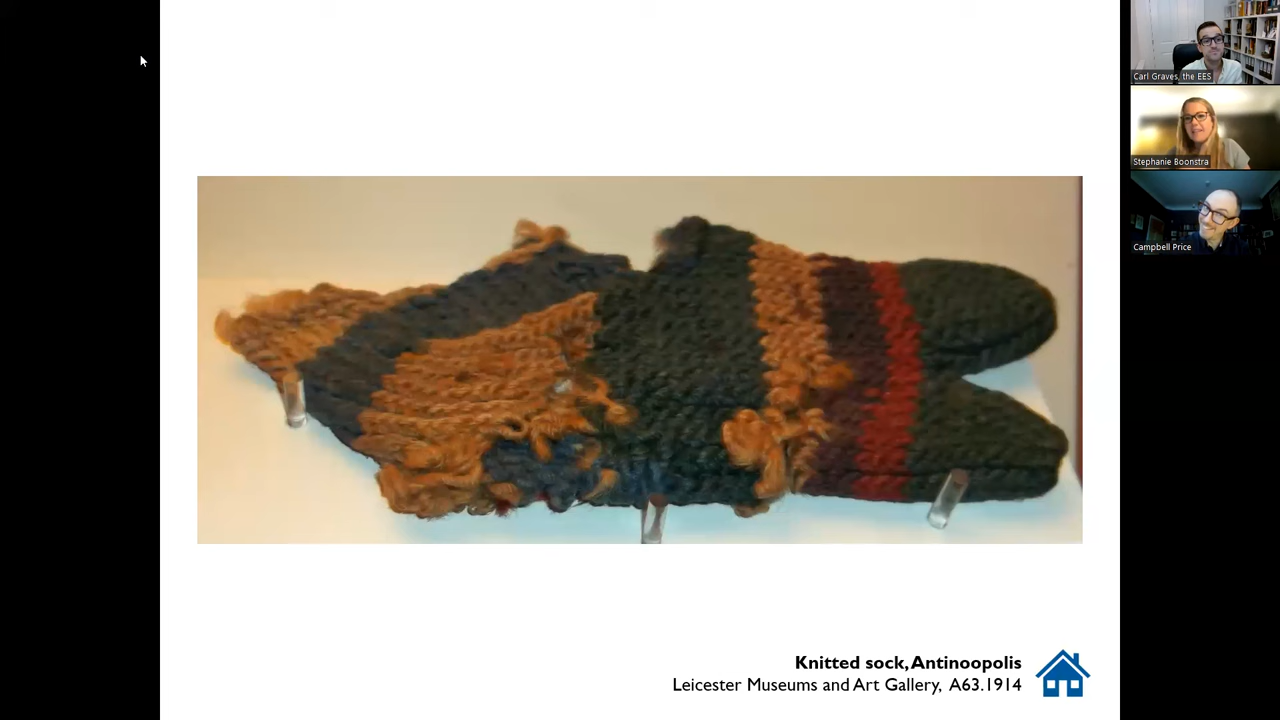 Carl Graves, the EES
Stephanie Boonstra
Campbell Price
Knitted sock, Antinoopolis
Leicester Museums and Art Gallery, A63.1914